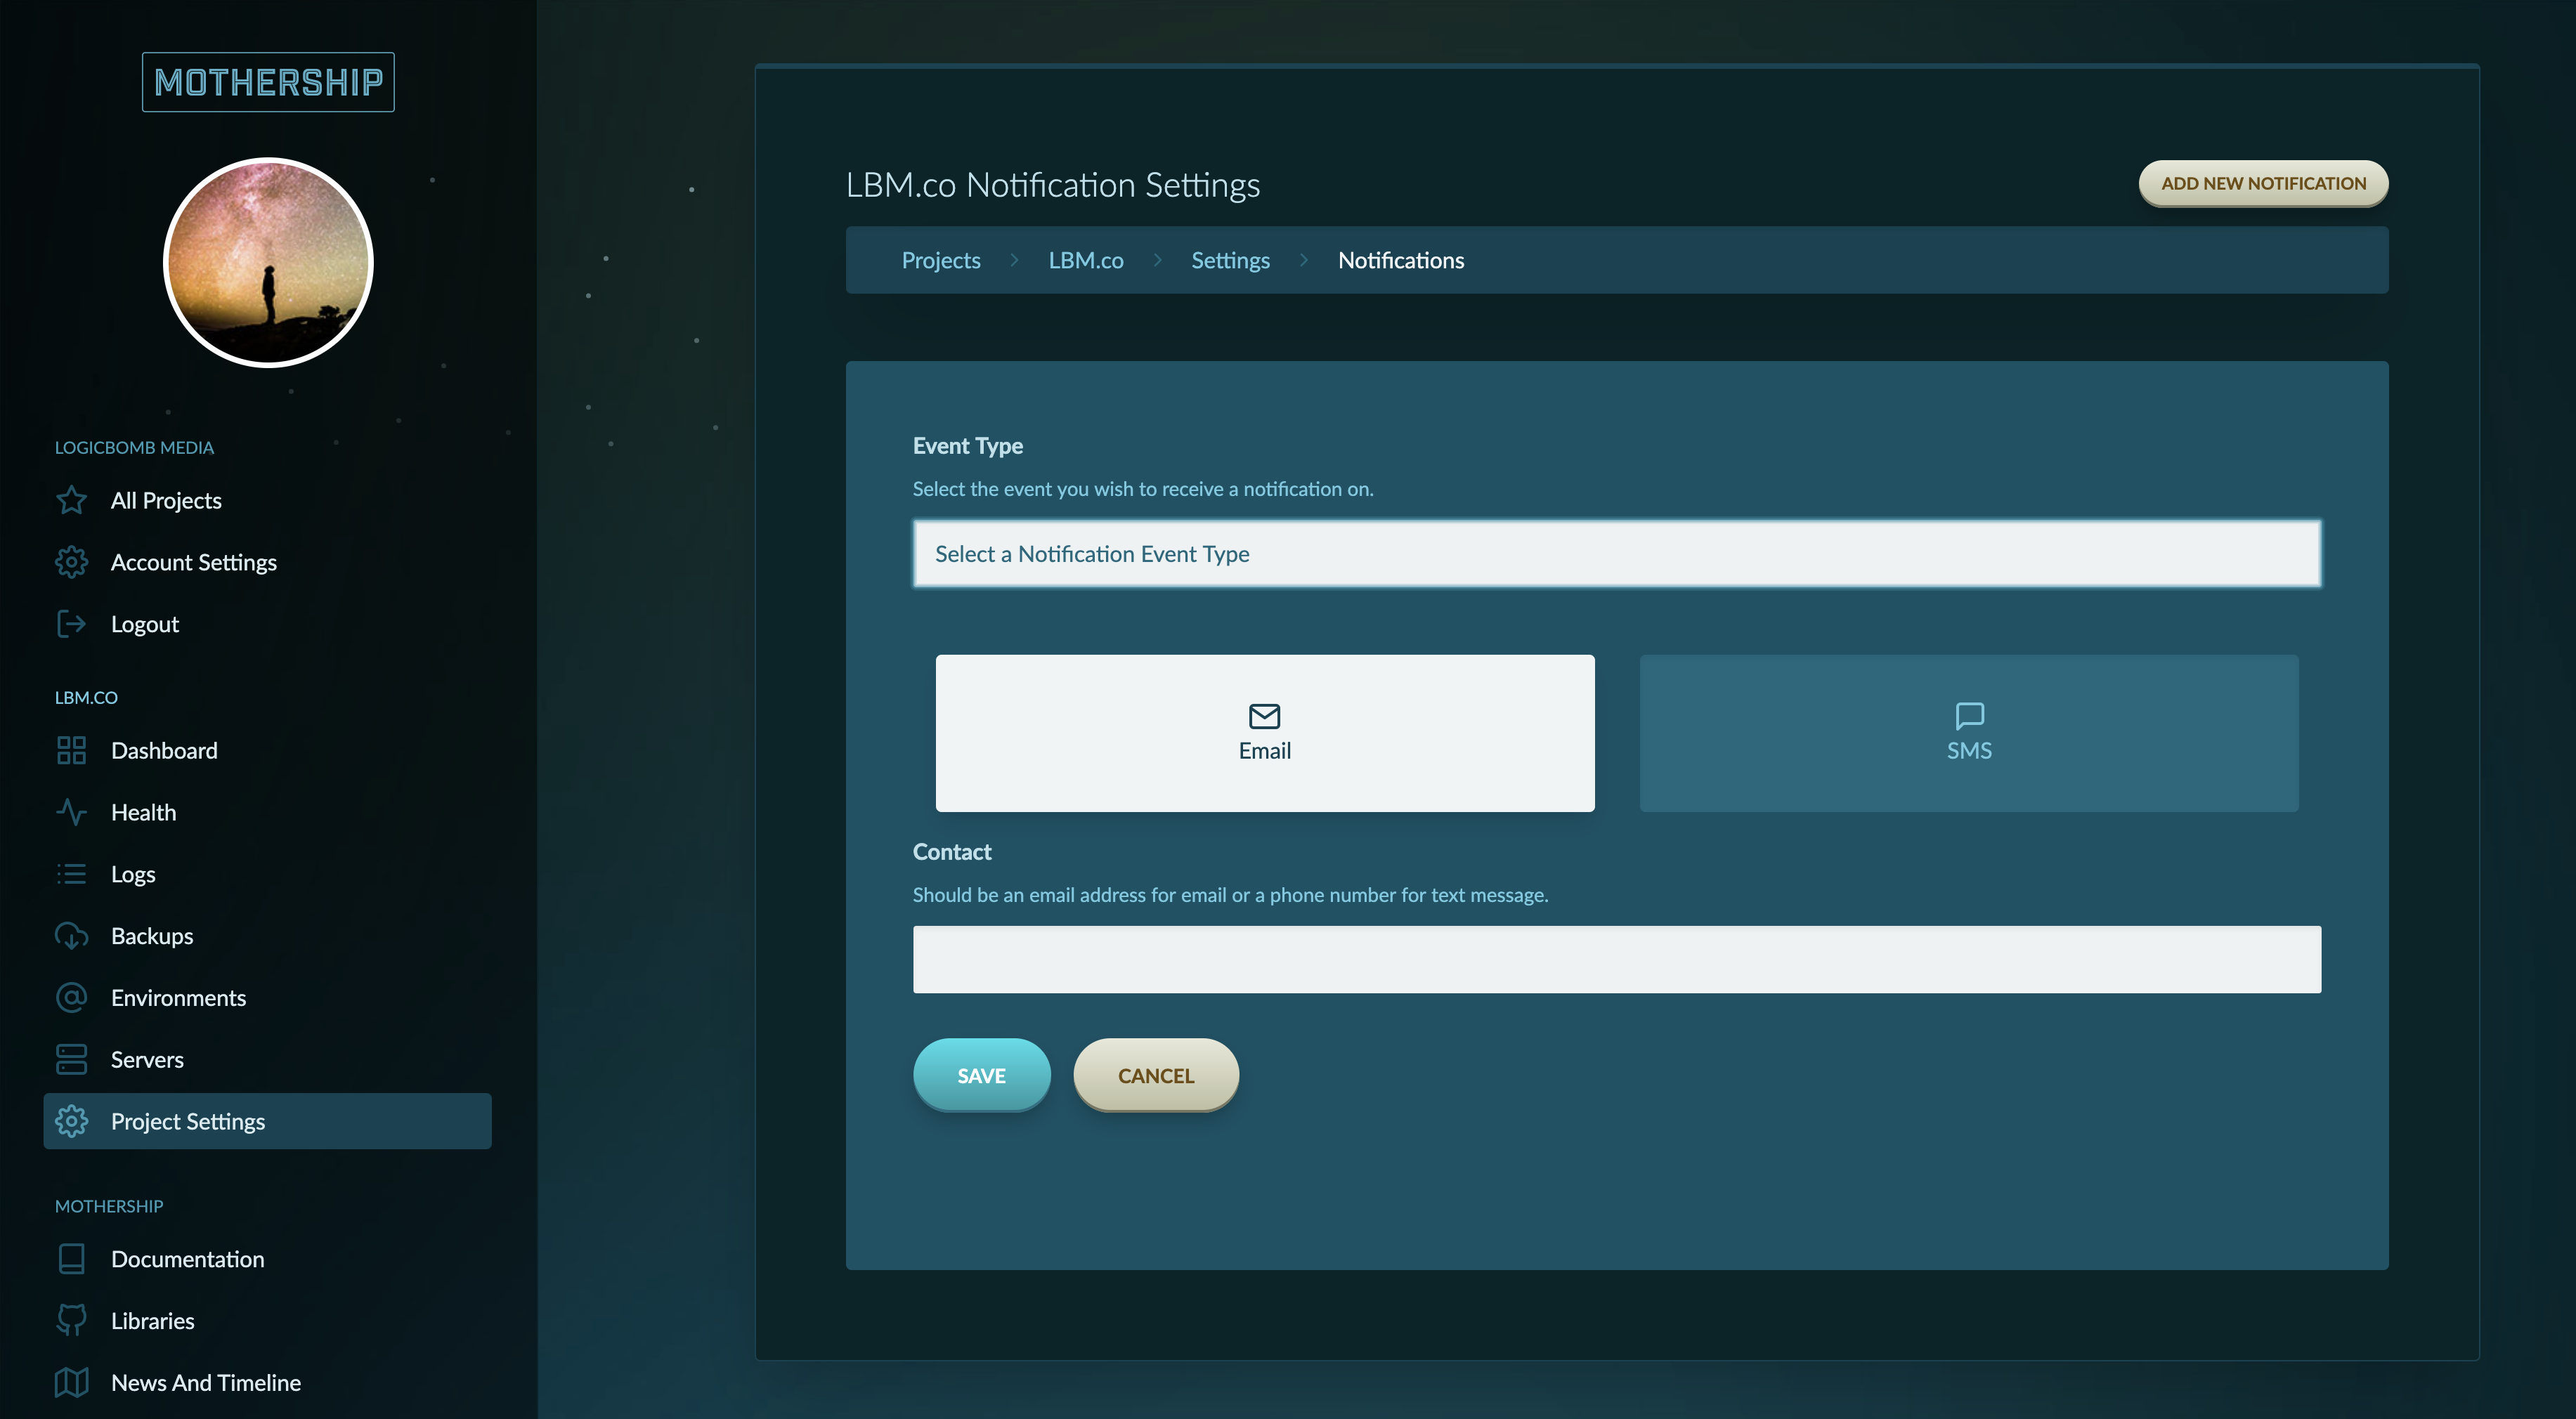 MOTHERSHIP
LOGICBOMB MEDIA
All Projects
Account Settings
Logout
LBM.CO
Dashboard
Health
Logs
Backups
Environments
Servers
Project Settings
MOTHERSHIP
Documentation
Libraries
News And Timeline
LBM.co Notification Settings
ADD NEW NOTIFICATION
Projects > LBM.co > Settings > Notifications
Event Type
Select the event you wish to receive a notification on.
Select a Notification Event Type
Email
SMS
Contact
Should be an email address for email or a phone number for text message.
SAVE
CANCEL